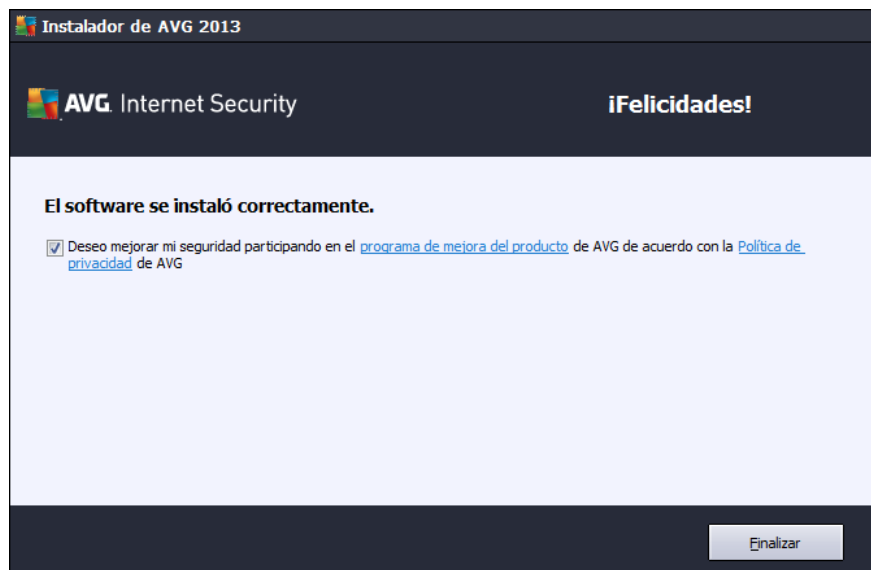 Instalador de AVG 2013
AVG. Internet Security
¡Felicidades!
El software se instaló correctamente.
Deseo mejorar mi seguridad participando en el programa de mejora del producto de AVG de acuerdo con la Política de
privacidad de AVG
Finalizar